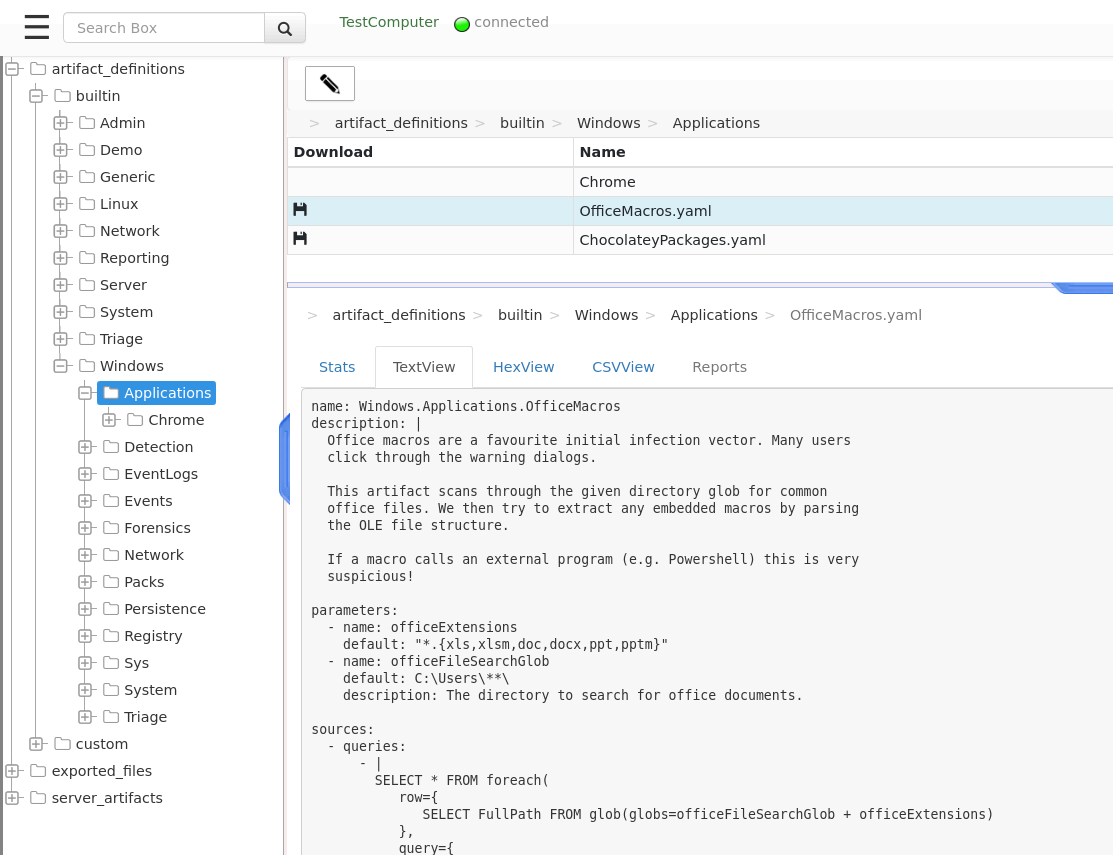 Search Box
TestComputer connected
artifact_definitions
builtin
Admin
Demo
Generic
Linux
Network
Reporting
Server
System
Triage
Windows
Applications
Chrome
Detection
EventLogs
Events
Forensics
Network
Packs
Persistence
Registry
Sys
System
Triage
custom
exported_files
server_artifacts
> artifact_definitions > builtin > Windows > Applications
Download Name
Chrome
OfficeMacros.yaml
ChocolateyPackages.yaml
> artifact_definitions > builtin > Windows > Applications > OfficeMacros.yaml
Stats TextView HexView CSVView Reports
name: Windows.Applications.OfficeMacros
description: |
  Office macros are a favourite initial infection vector. Many users
  click through the warning dialogs.

  This artifact scans through the given directory glob for common
  office files. We then try to extract any embedded macros by parsing
  the OLE file structure.

  If a macro calls an external program (e.g. Powershell) this is very
  suspicious!

parameters:
  - name: officeExtensions
    default: "*.{xls,xlsm,doc,docx,ppt,pptm}"
  - name: officeFileSearchGlob
    default: C:\Users\**\
    description: The directory to search for office documents.

sources:
  - queries:
      - |
        SELECT * FROM foreach(
           row={
              SELECT FullPath FROM glob(globs=officeFileSearchGlob + officeExtensions)
           },
           query={